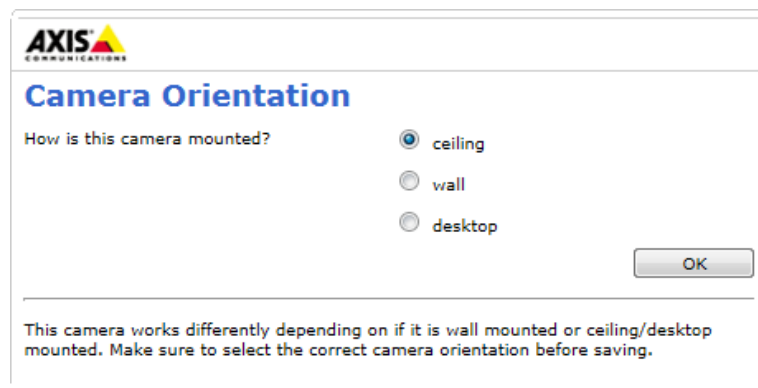 AXIS
COMMUNICATIONS
Camera Orientation
How is this camera mounted?
ceiling
wall
desktop
OK
This camera works differently depending on if it is wall mounted or ceiling/desktop
mounted. Make sure to select the correct camera orientation before saving.